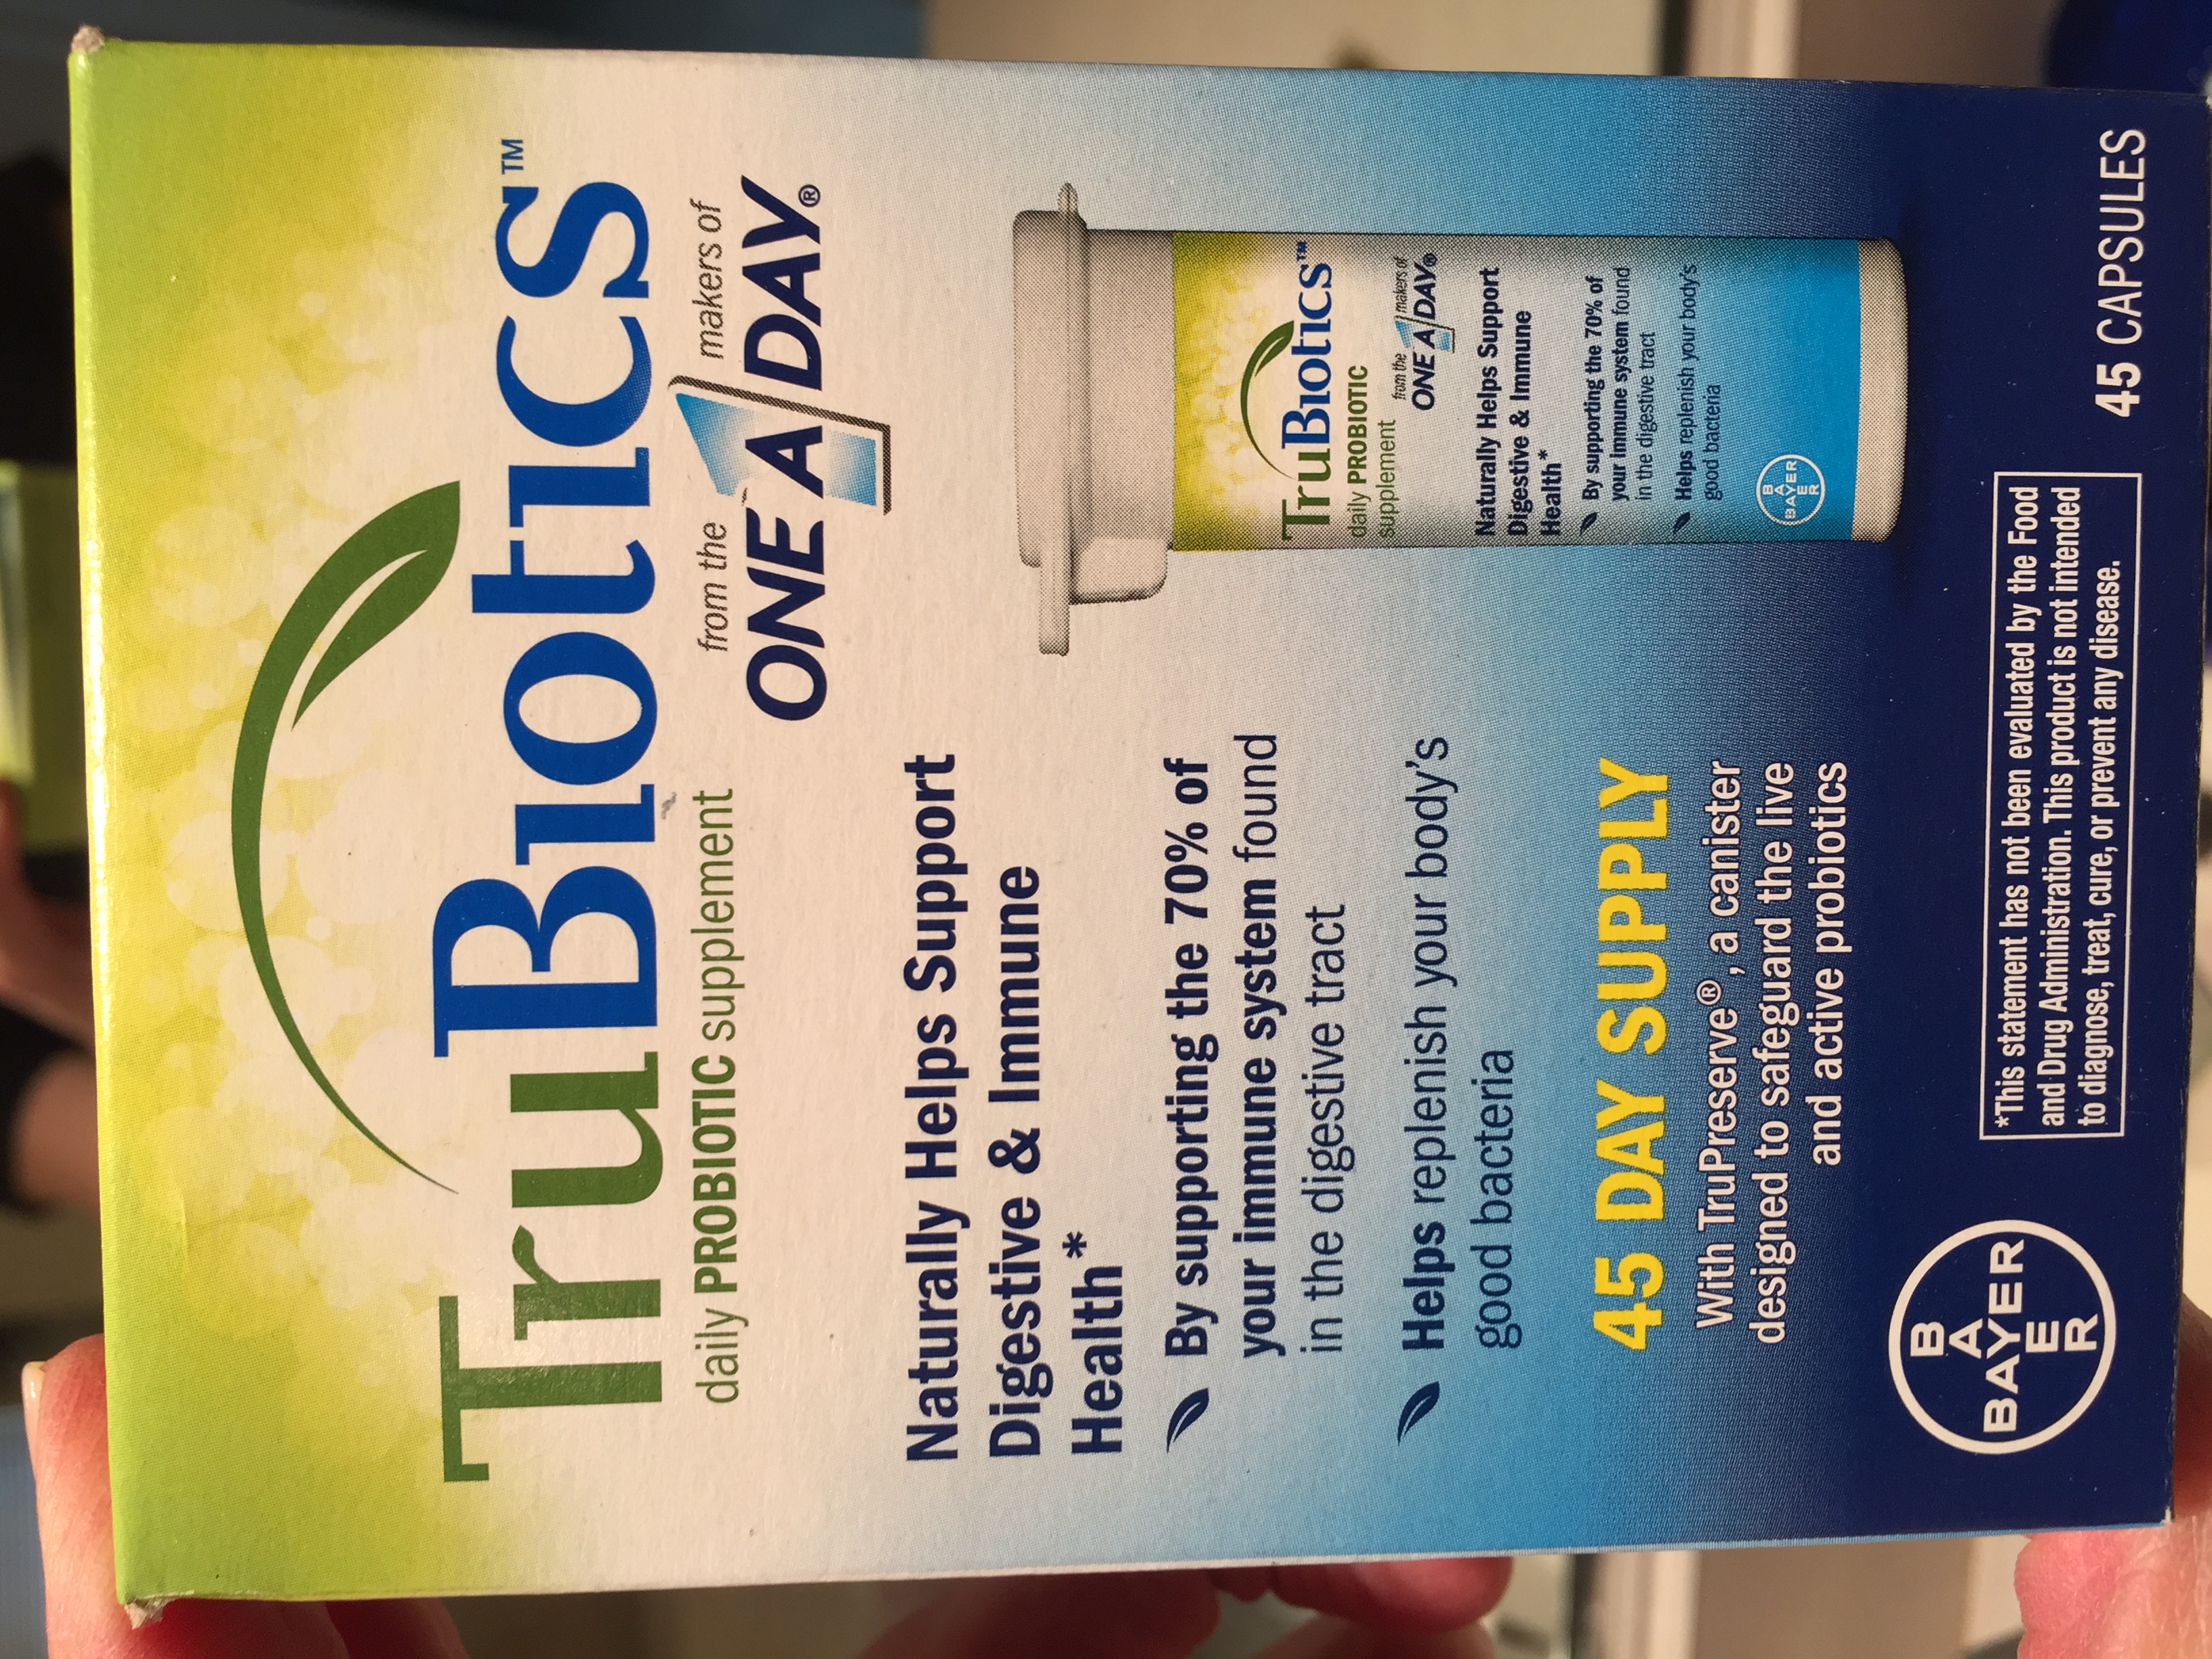 TruBiotics™
daily PROBIOTIC supplement
from the 1 makers of
ONE A DAY®
Naturally Helps Support
Digestive & Immune
Health*
By supporting the 70% of
your immune system found
in the digestive tract
Helps replenish your body's
good bacteria
45 DAY SUPPLY
With TruPreserve®, a canister
designed to safeguard the live
and active probiotics
TruBiotics™
daily PROBIOTIC
supplement
from the 1 makers of
ONE A DAY®
Naturally Helps Support
Digestive & Immune
Health*
By supporting the 70% of
your immune system found
in the digestive tract
Helps replenish your body's
good bacteria
BAYER
BAYER
BAYER
BAYER
*This statement has not been evaluated by the Food
and Drug Administration. This product is not intended
to diagnose, treat, cure, or prevent any disease.
45 CAPSULES